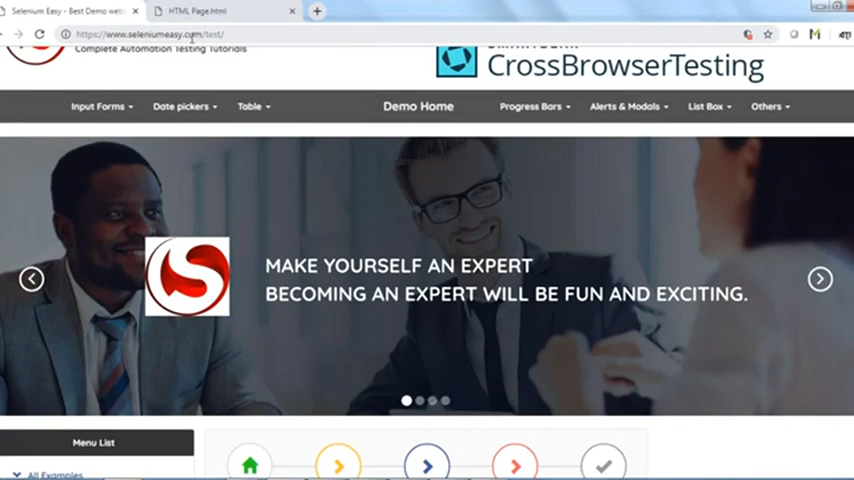 Selenium Easy - Best Demo webs
HTML Page.html
https://www.seleniumeasy.com/test/
Complete Automation Testing Tutorials
CrossBrowserTesting
Input Forms
Date pickers
Table
Demo Home
Progress Bars
Alerts & Modals
List Box
Others
MAKE YOURSELF AN EXPERT
BECOMING AN EXPERT WILL BE FUN AND EXCITING.
Menu List
All Examples